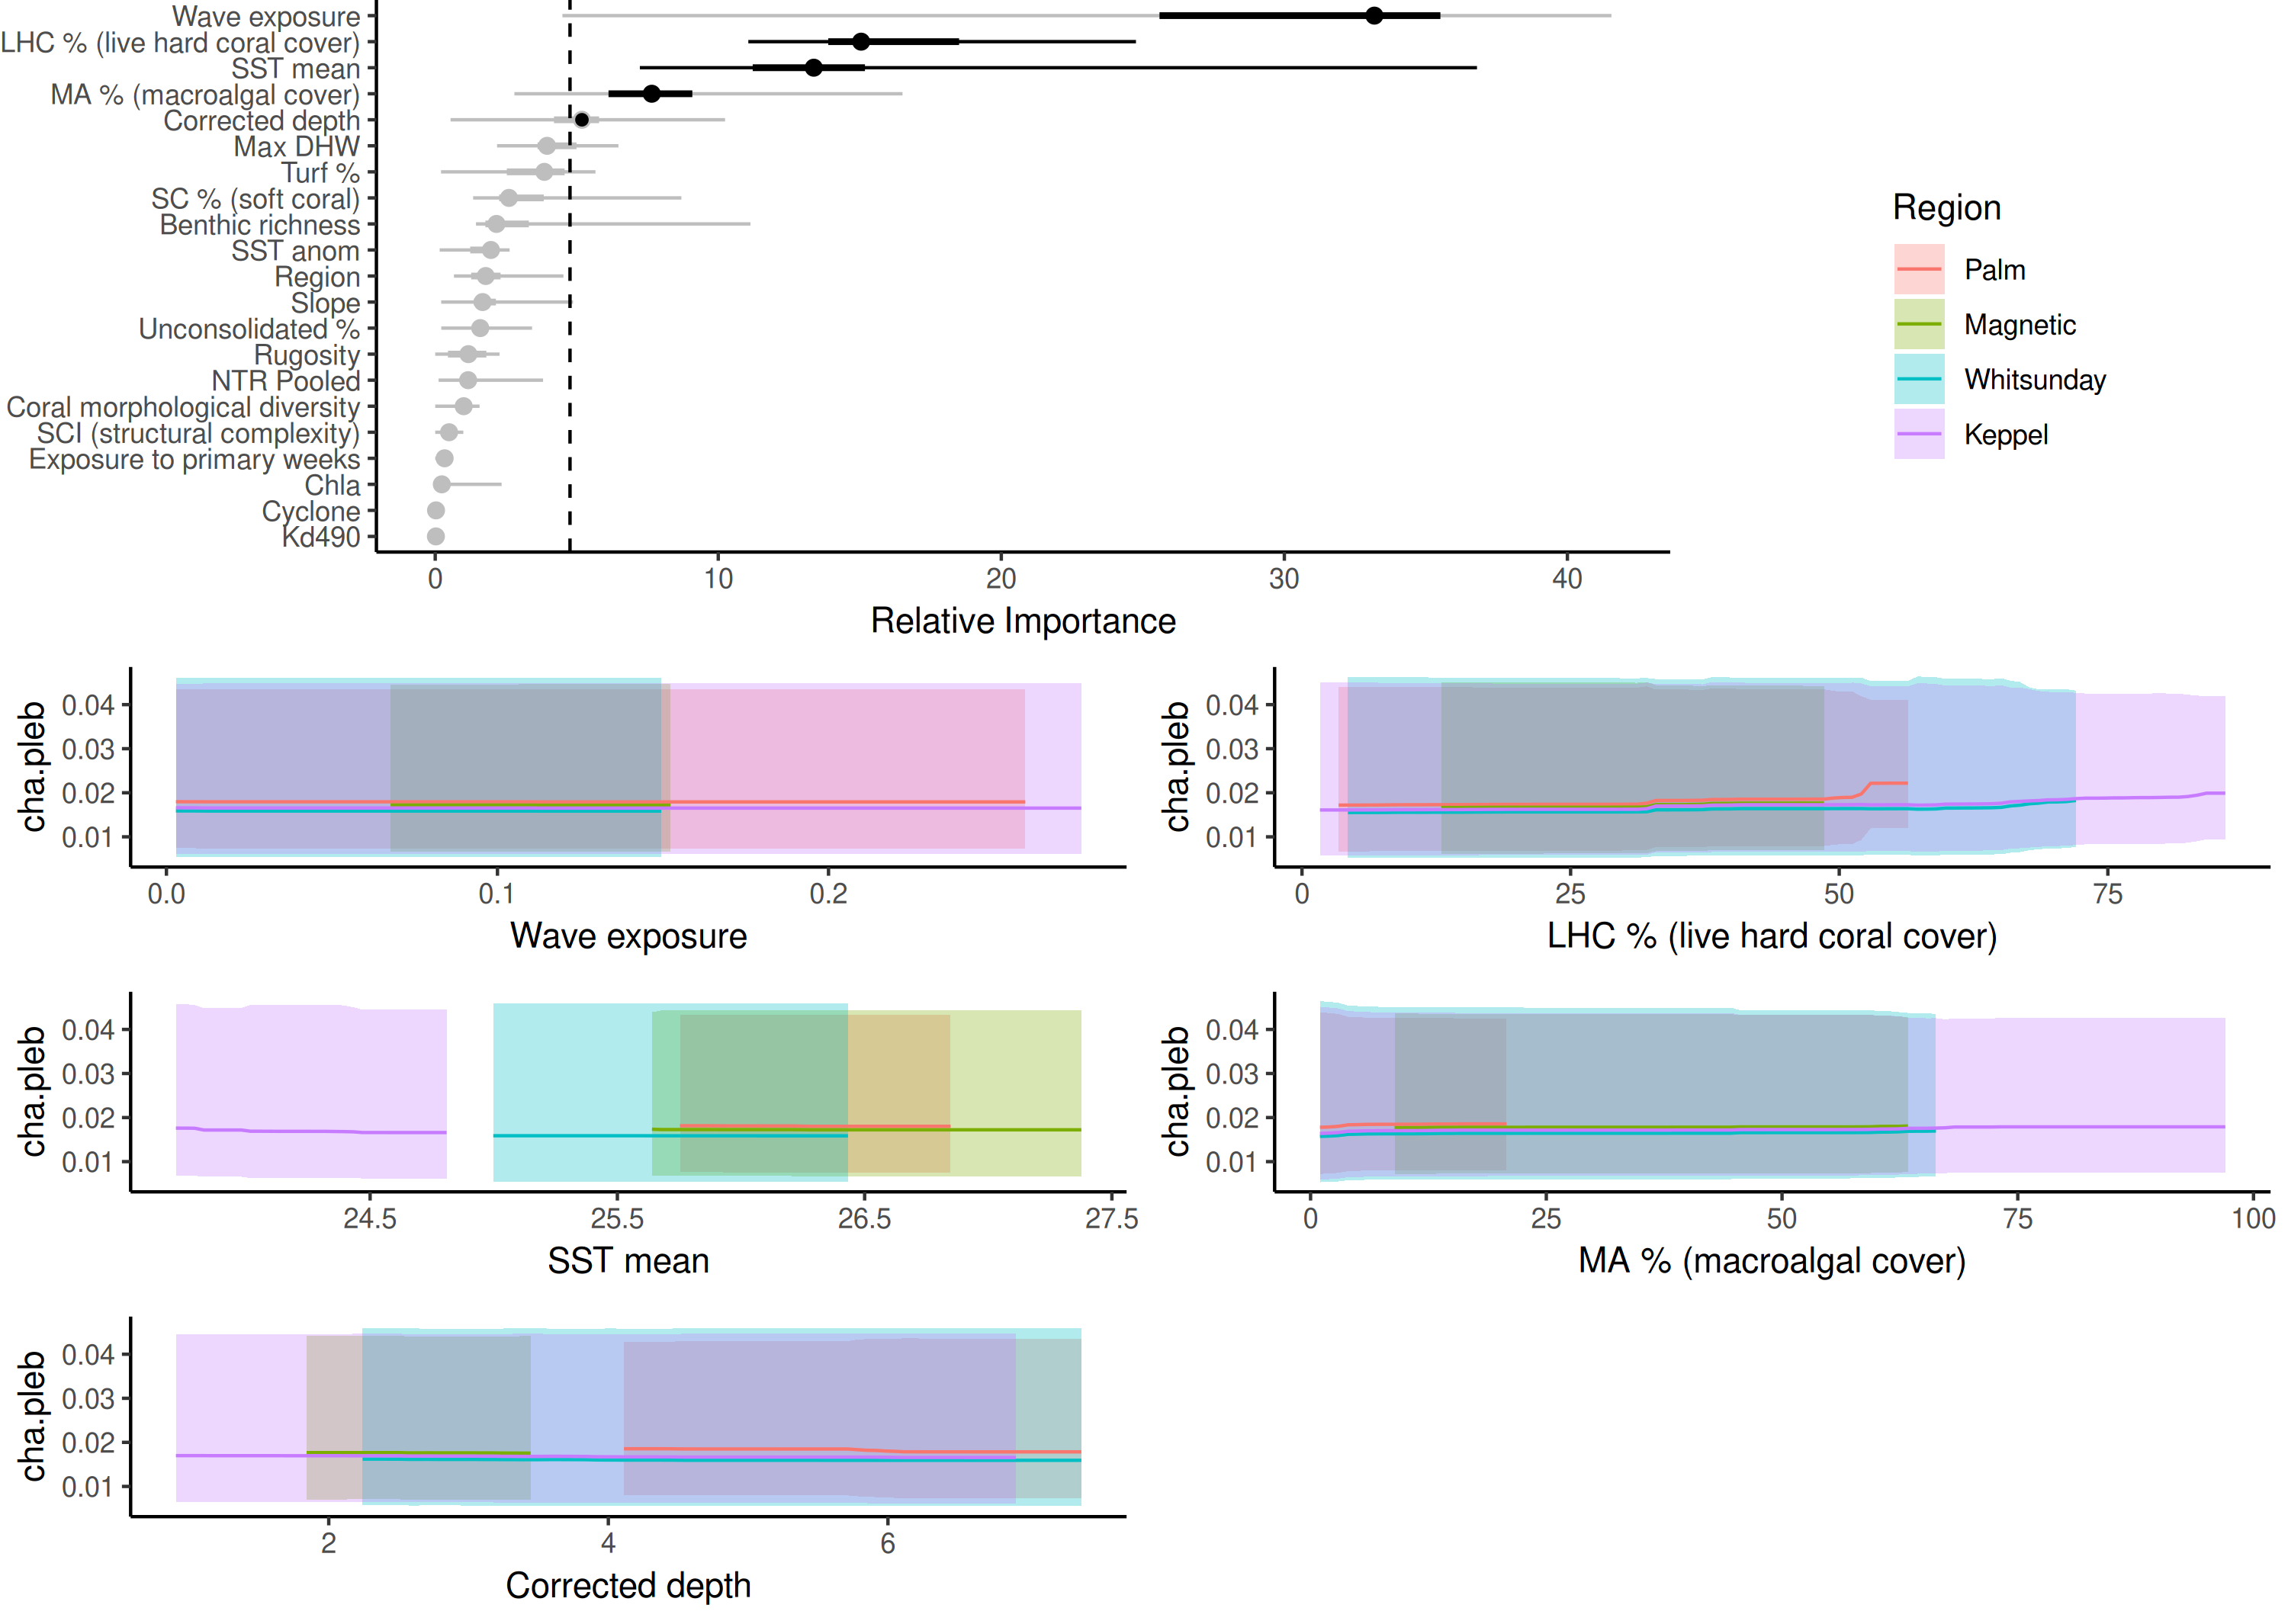 Wave exposure
LHC % (live hard coral cover)
SST mean
MA % (macroalgal cover)
Corrected depth
Max DHW
Turf %
SC % (soft coral)
Benthic richness
SST anom
Region
Slope
Unconsolidated %
Rugosity
NTR Pooled
Coral morphological diversity
SCI (structural complexity)
Exposure to primary weeks
Chla
Cyclone
Kd490
0 10 20 30 40
Relative Importance
Region
Palm
Magnetic
Whitsunday
Keppel
cha.pleb
0.04
0.03
0.02
0.01
0.0 0.1 0.2
Wave exposure
cha.pleb
0.04
0.03
0.02
0.01
0 25 50 75
LHC % (live hard coral cover)
cha.pleb
0.04
0.03
0.02
0.01
24.5 25.5 26.5 27.5
SST mean
cha.pleb
0.04
0.03
0.02
0.01
0 25 50 75 100
MA % (macroalgal cover)
cha.pleb
0.04
0.03
0.02
0.01
2 4 6
Corrected depth